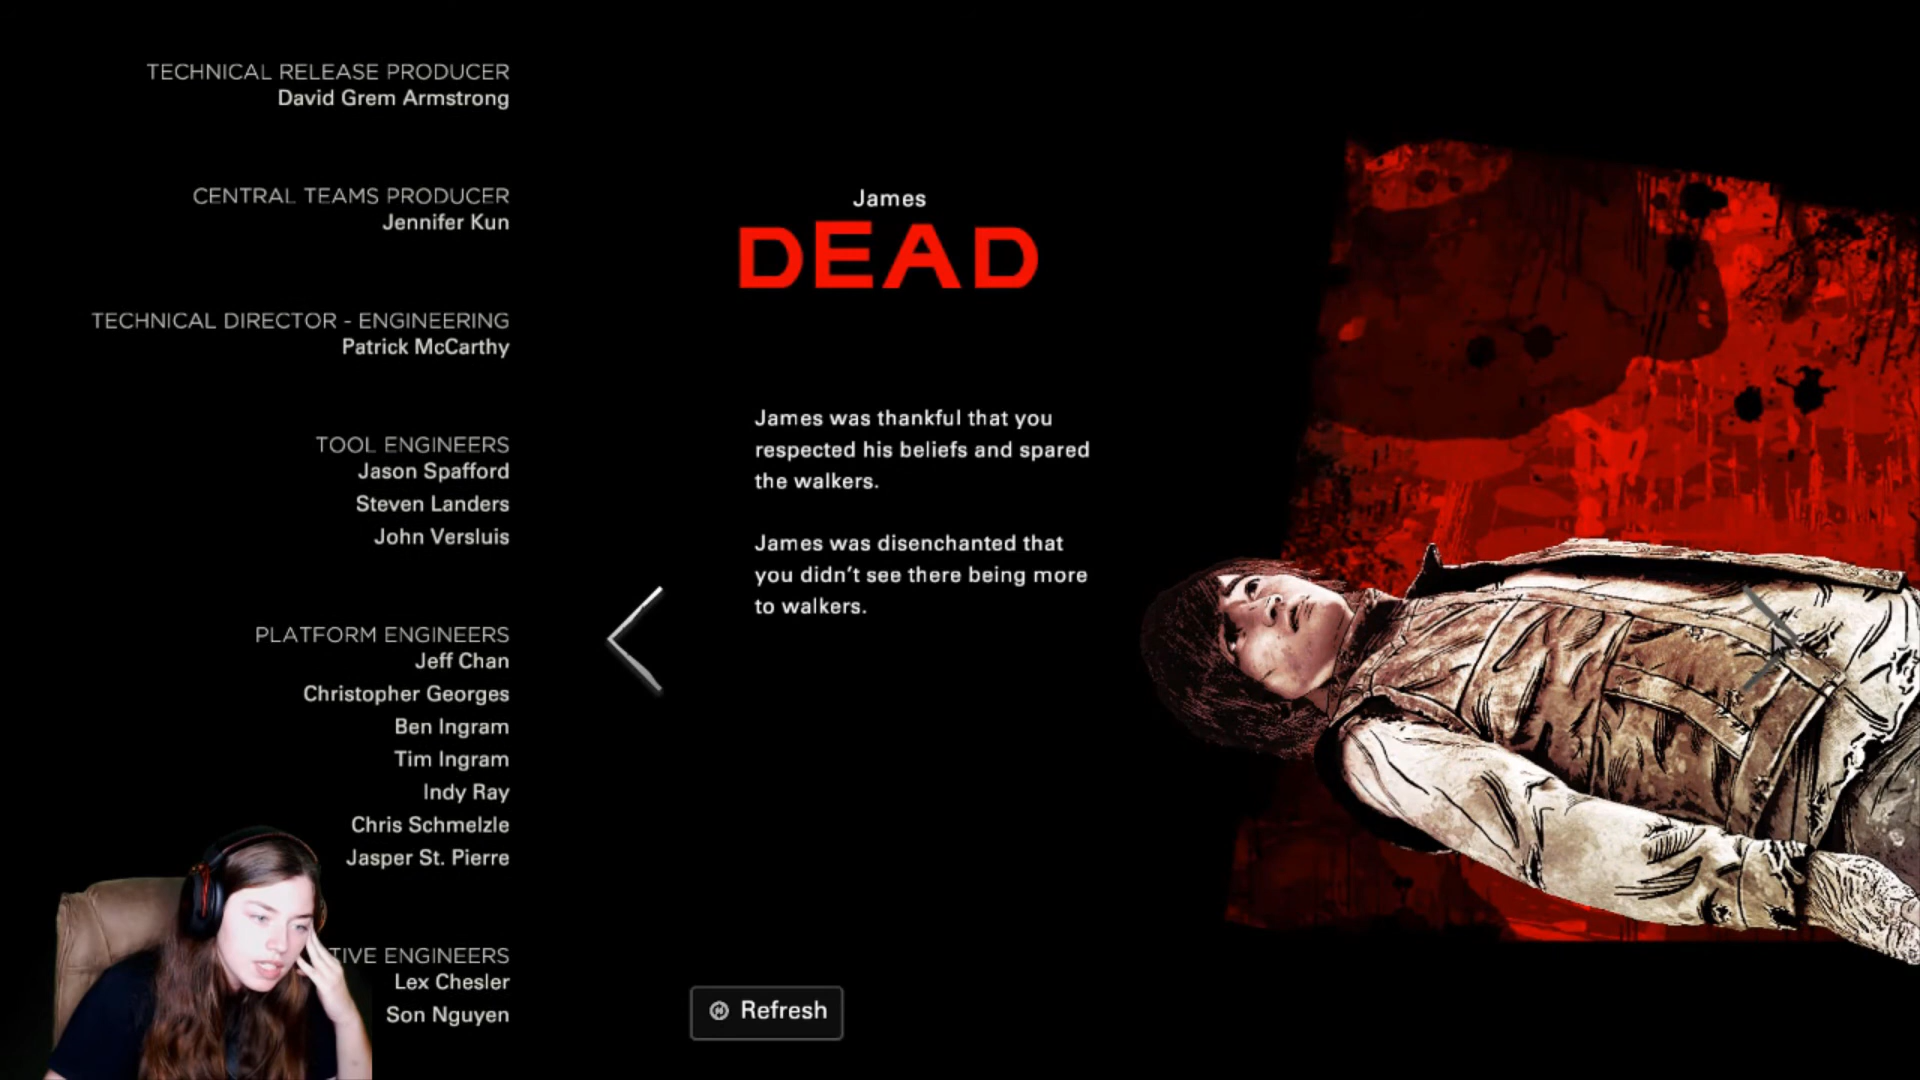 TECHNICAL RELEASE PRODUCER
David Grem Armstrong
CENTRAL TEAMS PRODUCER
Jennifer Kun
TECHNICAL DIRECTOR - ENGINEERING
Patrick McCarthy
TOOL ENGINEERS
Jason Spafford
Steven Landers
John Versluis
PLATFORM ENGINEERS
Jeff Chan
Christopher Georges
Ben Ingram
Tim Ingram
Indy Ray
Chris Schmelzle
Jasper St. Pierre
TIVE ENGINEERS
Lex Chesler
Son Nguyen
James
DEAD
James was thankful that you
respected his beliefs and spared
the walkers.
James was disenchanted that
you didn't see there being more
to walkers.
Refresh